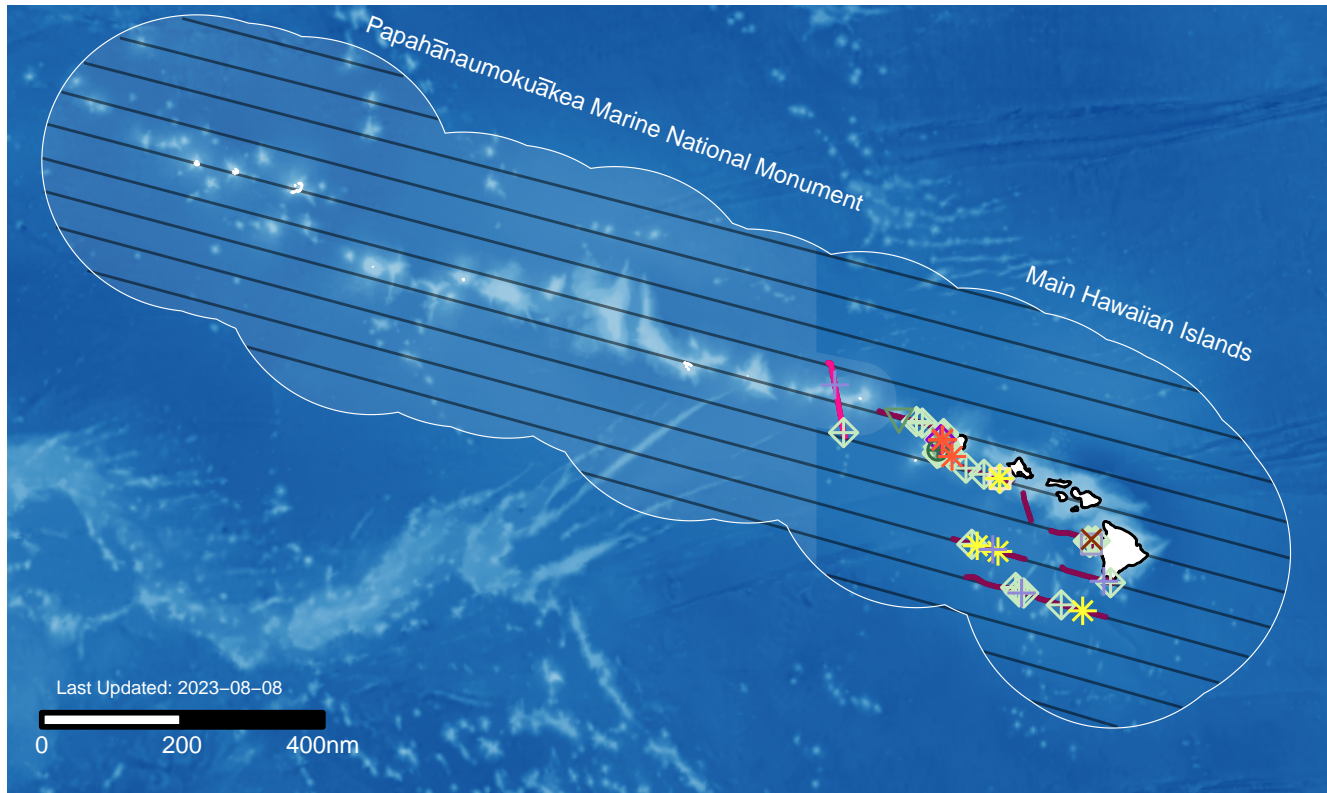 Papahānaumokuākea Marine National Monument
Main Hawaiian Islands
Last Updated: 2023−08−08
0 200 400nm